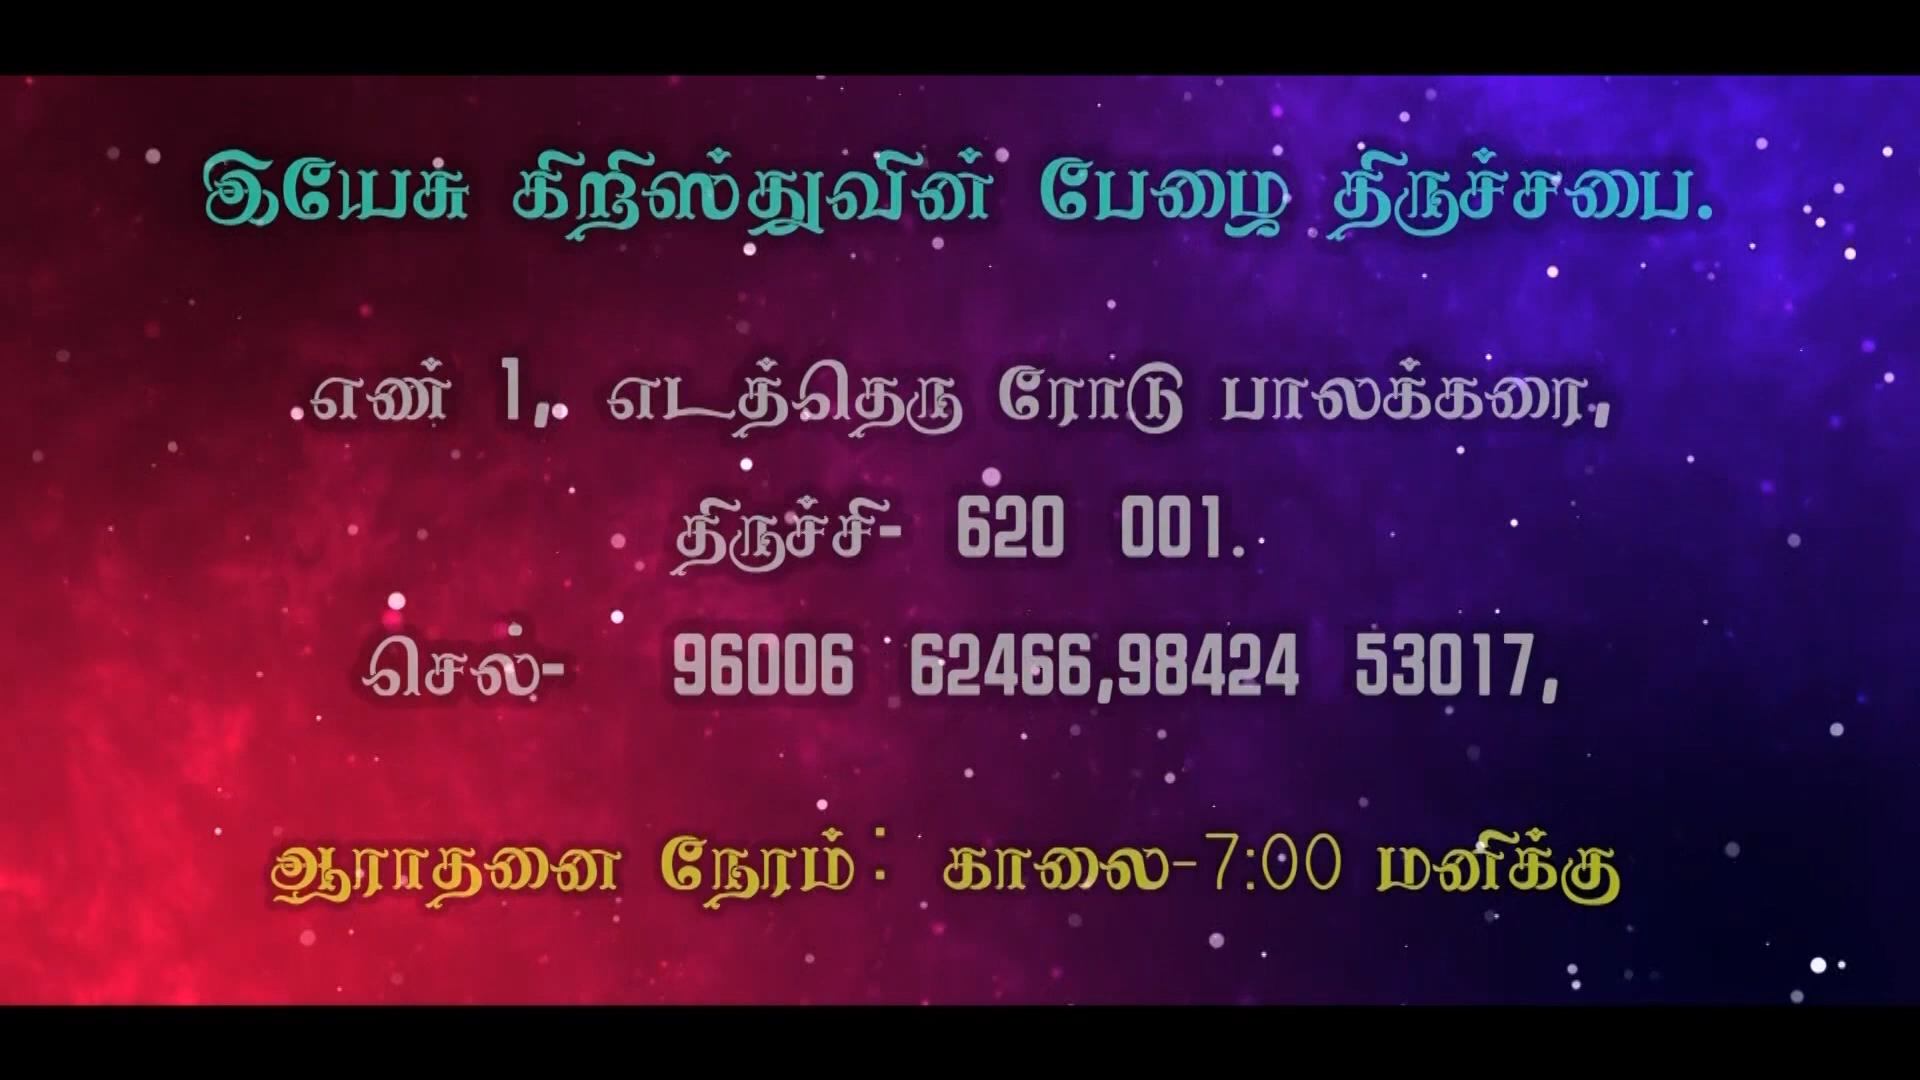 இயேசு கிறிஸ்துவின் பேழை திருச்சபை.
எண் 1, எடத்தெரு ரோடு பாலக்கரை,
திருச்சி- 620 001.
செல்- 96006 62466,98424 53017,
ஆராதனை நேரம்: காலை-7:00 மனிக்கு